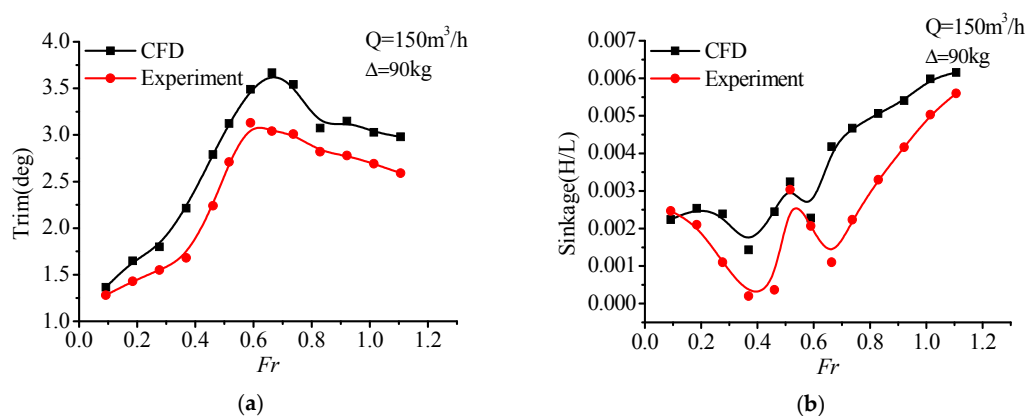 Q=150m³/h
Δ=90kg
CFD
Experiment
4.0
3.5
3.0
2.5
2.0
1.5
1.0
Trim(deg)
0.0 0.2 0.4 0.6 0.8 1.0 1.2
Fr
(a)
Q=150m³/h
Δ=90kg
CFD
Experiment
0.007
0.006
0.005
0.004
0.003
0.002
0.001
0.000
Sinkage(H/L)
0.0 0.2 0.4 0.6 0.8 1.0 1.2
Fr
(b)